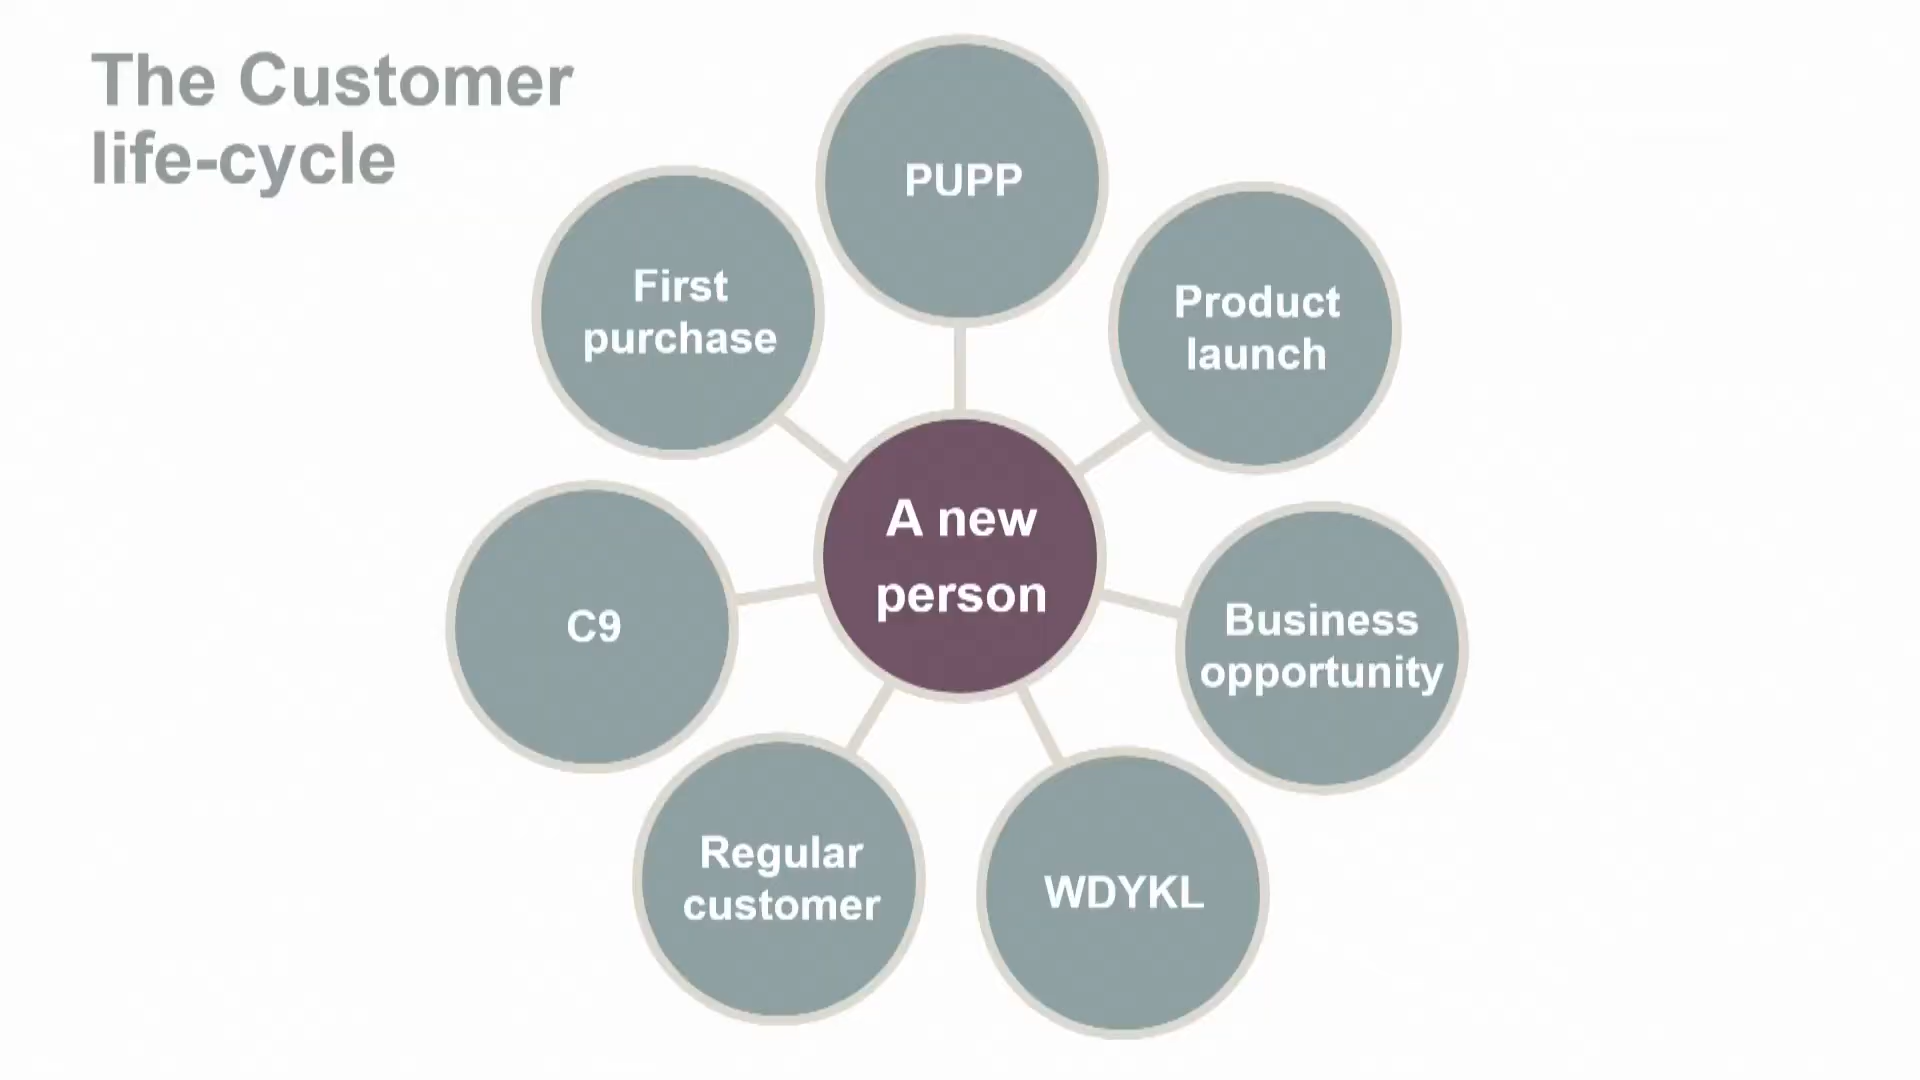 The Customer
life-cycle
PUPP
First
purchase
Product
launch
A new
person
C9
Business
opportunity
Regular
customer
WDYKL